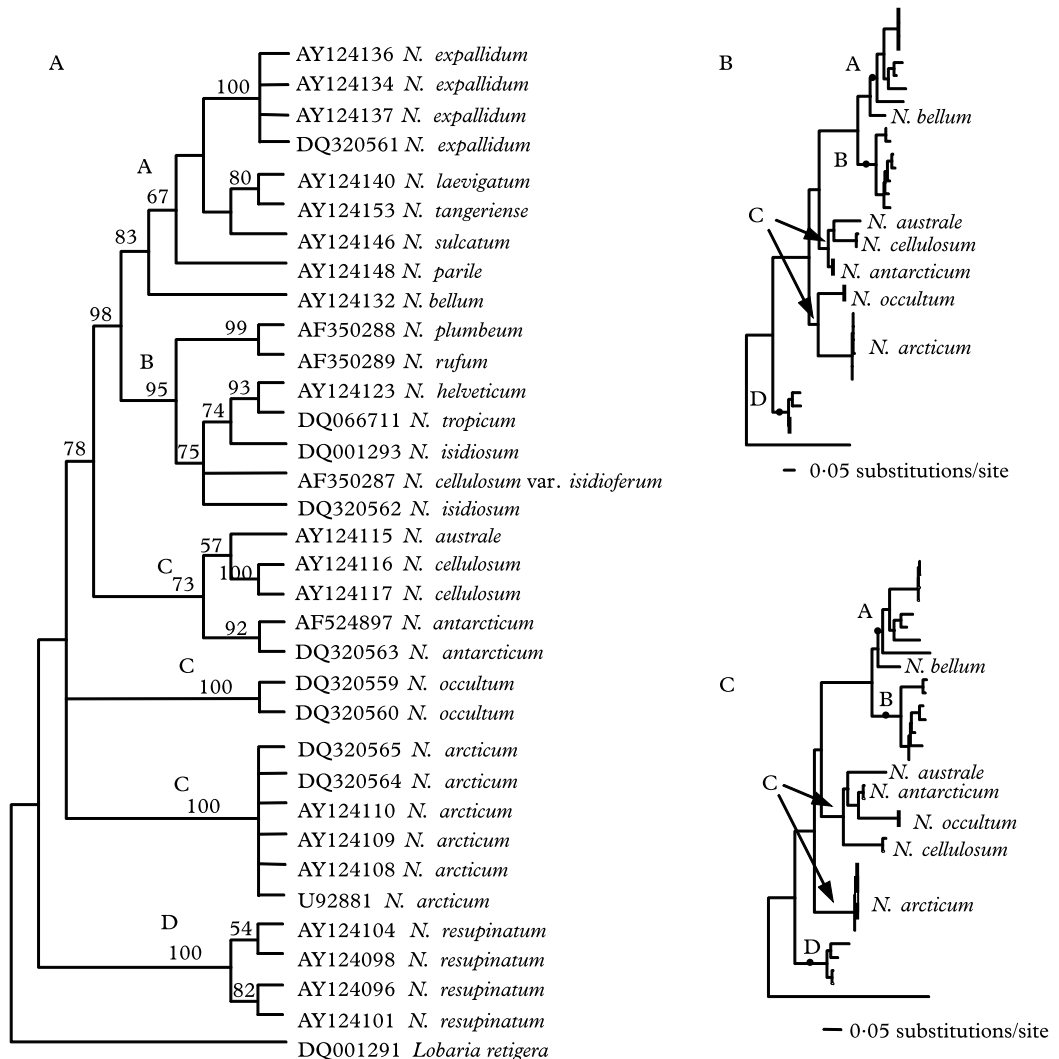 A
AY124136 N. expallidum
AY124134 N. expallidum
100
AY124137 N. expallidum
DQ320561 N. expallidum
A
80
AY124140 N. laevigatum
AY124153 N. tangeriense
67
AY124146 N. sulcatum
83
AY124148 N. parile
AY124132 N. bellum
98
99
AF350288 N. plumbeum
B
AF350289 N. rufum
95
93
AY124123 N. helveticum
74
DQ066711 N. tropicum
78
75
DQ001293 N. isidiosum
AF350287 N. cellulosum var. isidioferum
DQ320562 N. isidiosum
57
AY124115 N. australe
C
73
100
AY124116 N. cellulosum
AY124117 N. cellulosum
92
AF524897 N. antarcticum
DQ320563 N. antarcticum
C
100
DQ320559 N. occultum
DQ320560 N. occultum
DQ320565 N. arcticum
C
DQ320564 N. arcticum
100
AY124110 N. arcticum
AY124109 N. arcticum
AY124108 N. arcticum
U92881 N. arcticum
D
54
AY124104 N. resupinatum
100
AY124098 N. resupinatum
82
AY124096 N. resupinatum
AY124101 N. resupinatum
DQ001291 Lobaria retigera
B
A
N. bellum
B
C
N. australe
N. cellulosum
N. antarcticum
N. occultum
N. arcticum
D
0·05 substitutions/site
C
A
N. bellum
B
C
N. australe
N. antarcticum
N. occultum
N. cellulosum
N. arcticum
D
0·05 substitutions/site